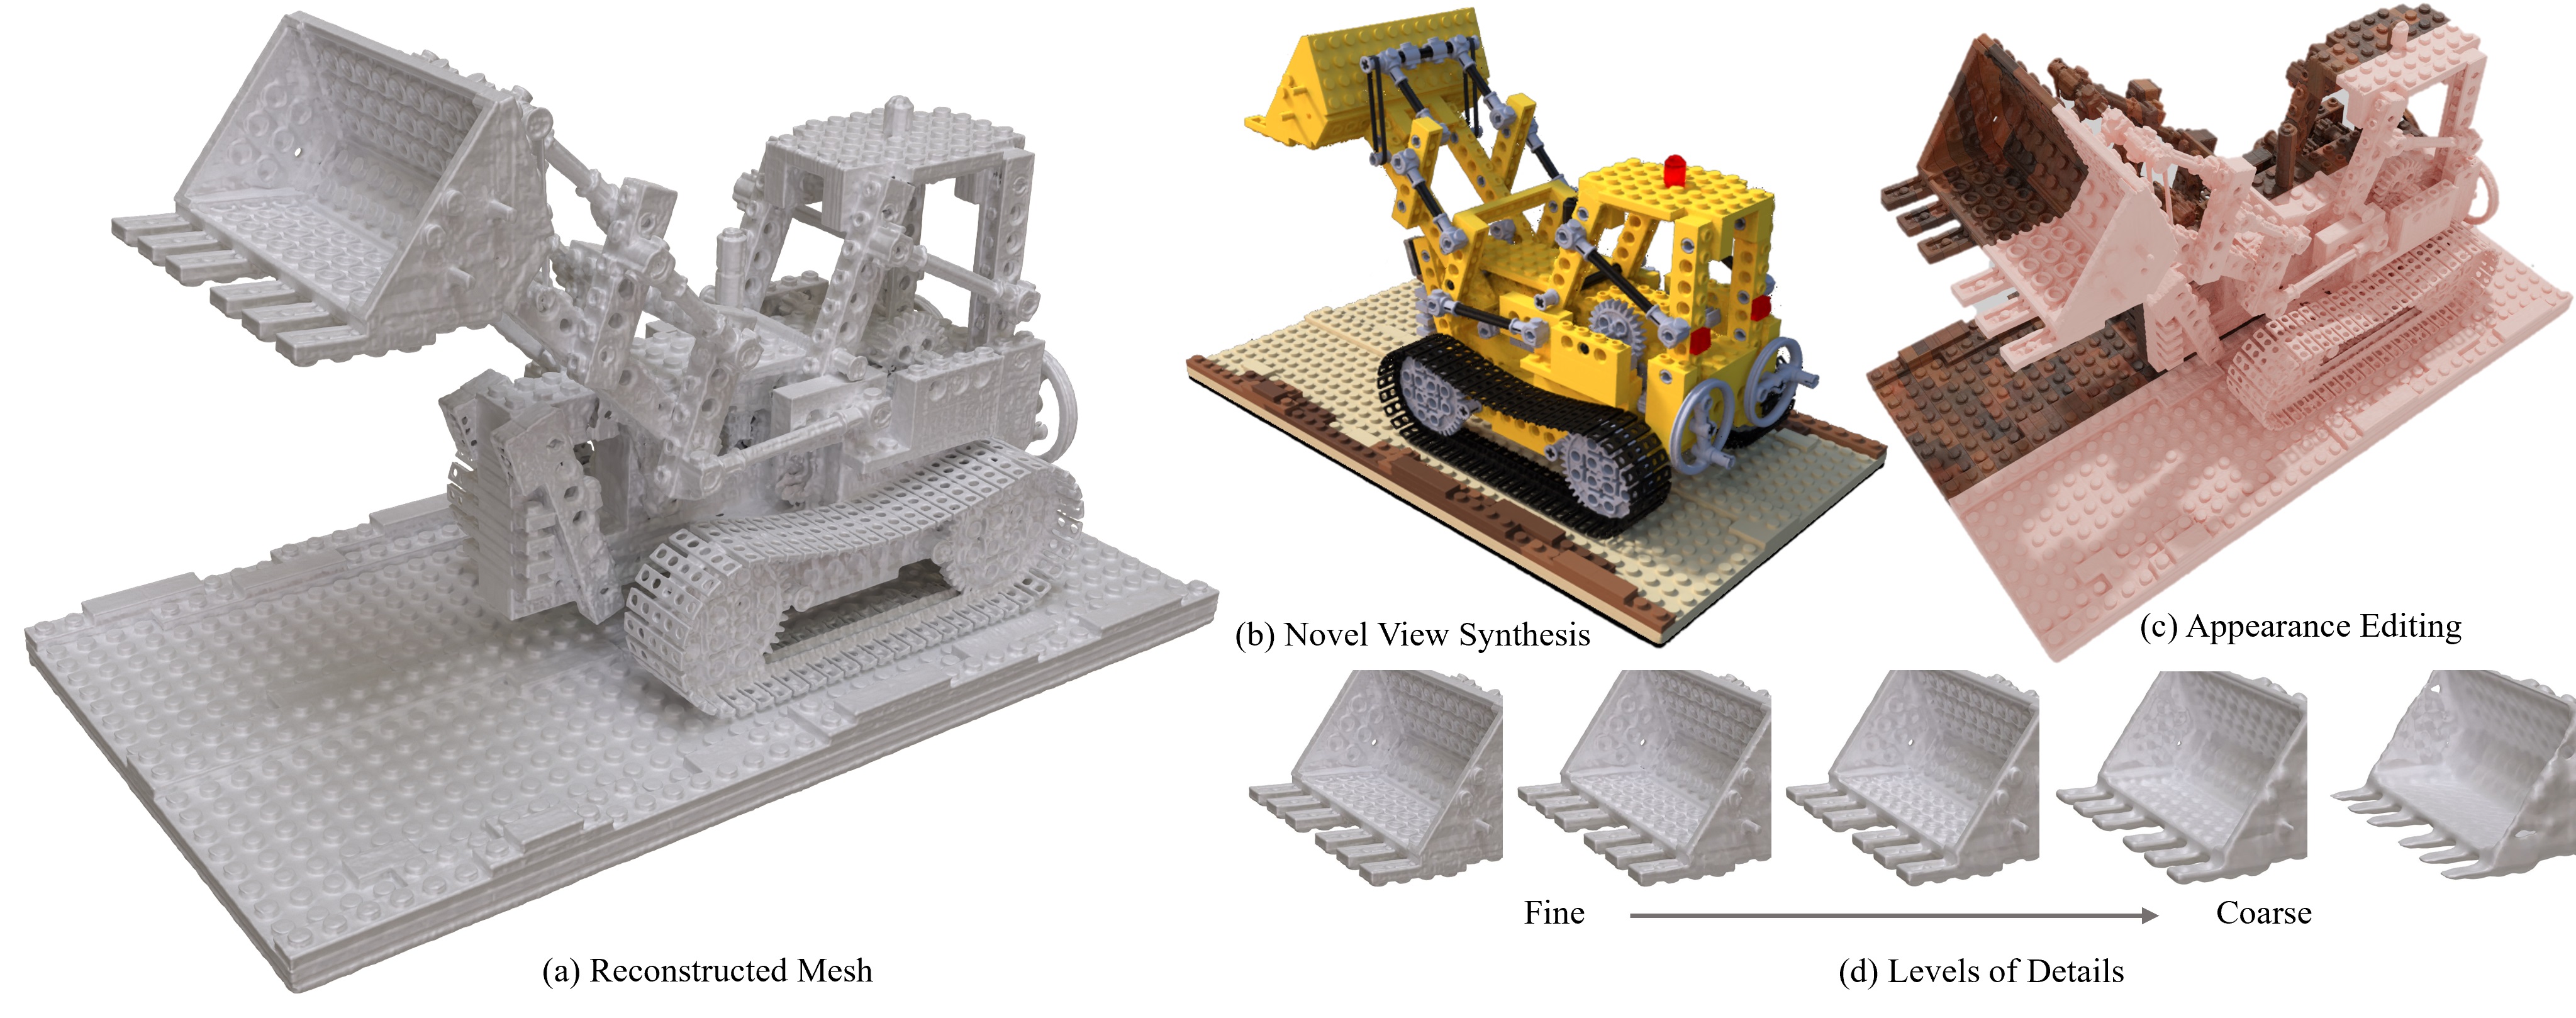 (b) Novel View Synthesis
(c) Appearance Editing
Fine
Coarse
(a) Reconstructed Mesh
(d) Levels of Details